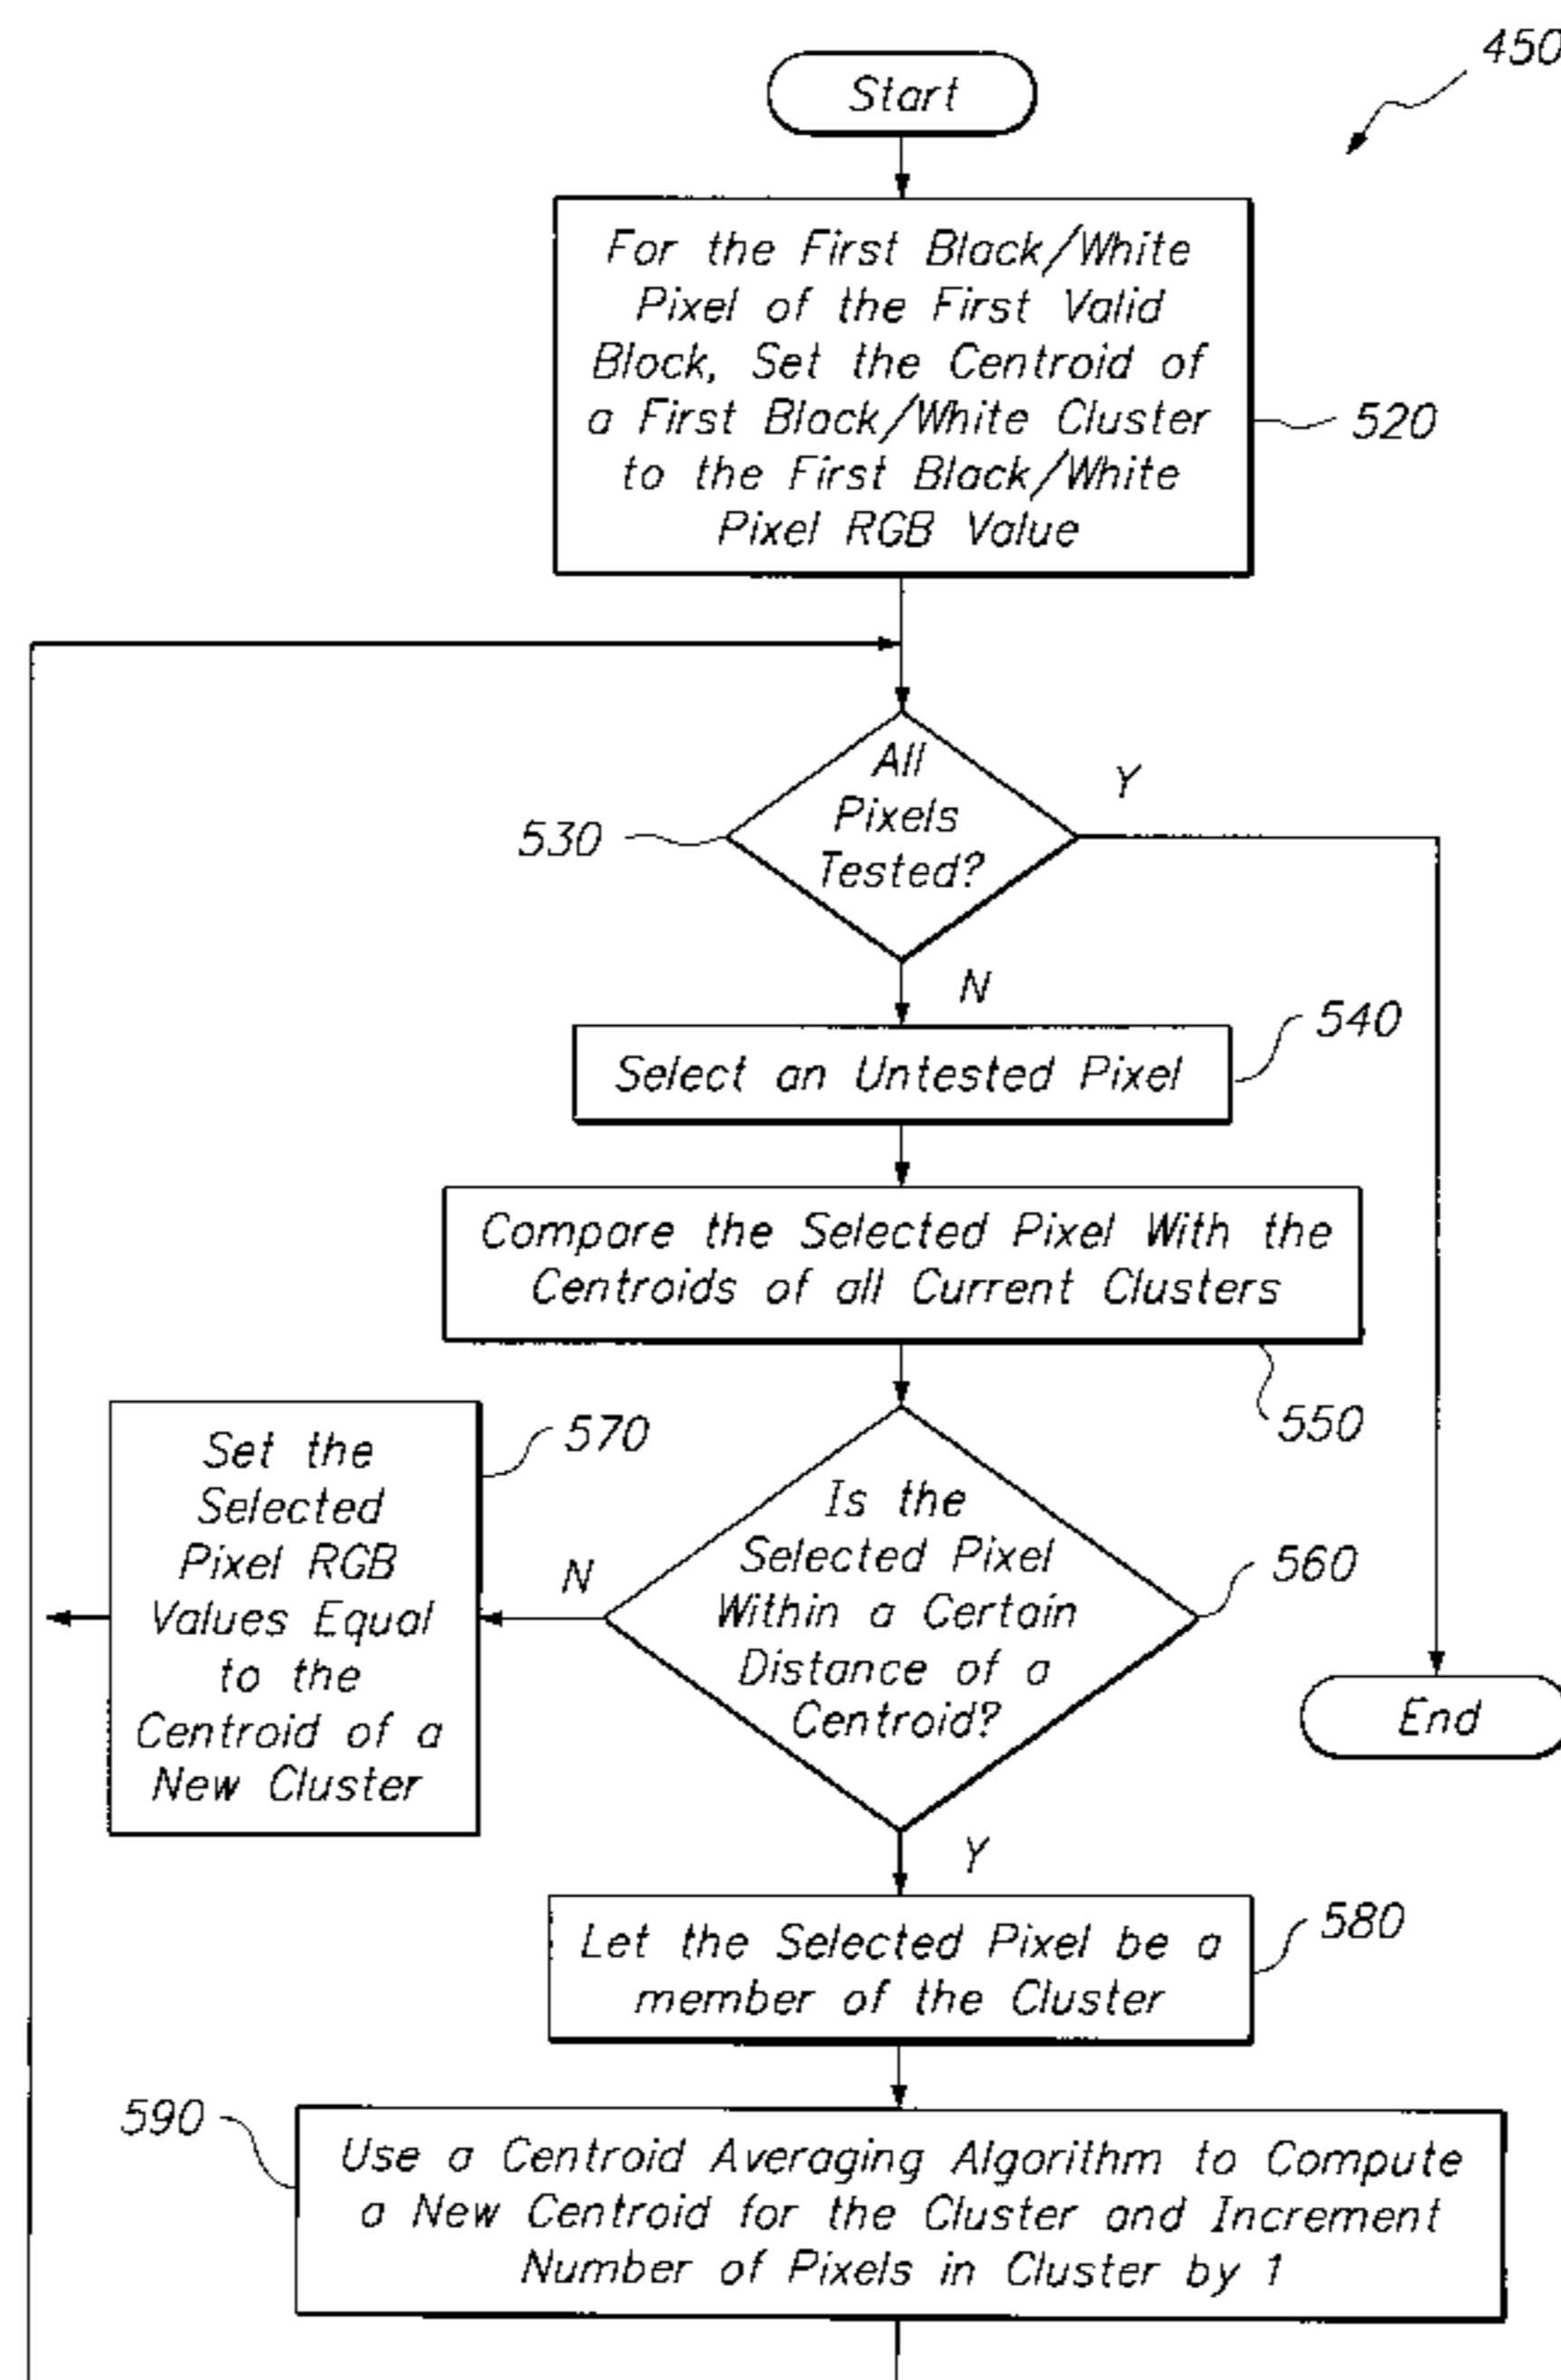 450
Start
For the First Black/White
Pixel of the First Valid
Block, Set the Centroid of
a First Black/White Cluster
to the First Black/White
Pixel RGB Value
520
All
Pixels
Tested?
530
Y
N
Select an Untested Pixel
540
Compare the Selected Pixel With the
Centroids of all Current Clusters
550
Set the
Selected
Pixel RGB
Values Equal
to the
Centroid of a
New Cluster
570
N
Is the
Selected Pixel
Within a Certain
Distance of a
Centroid?
560
End
Y
Let the Selected Pixel be a
member of the Cluster
580
590
Use a Centroid Averaging Algorithm to Compute
a New Centroid for the Cluster and Increment
Number of Pixels in Cluster by 1